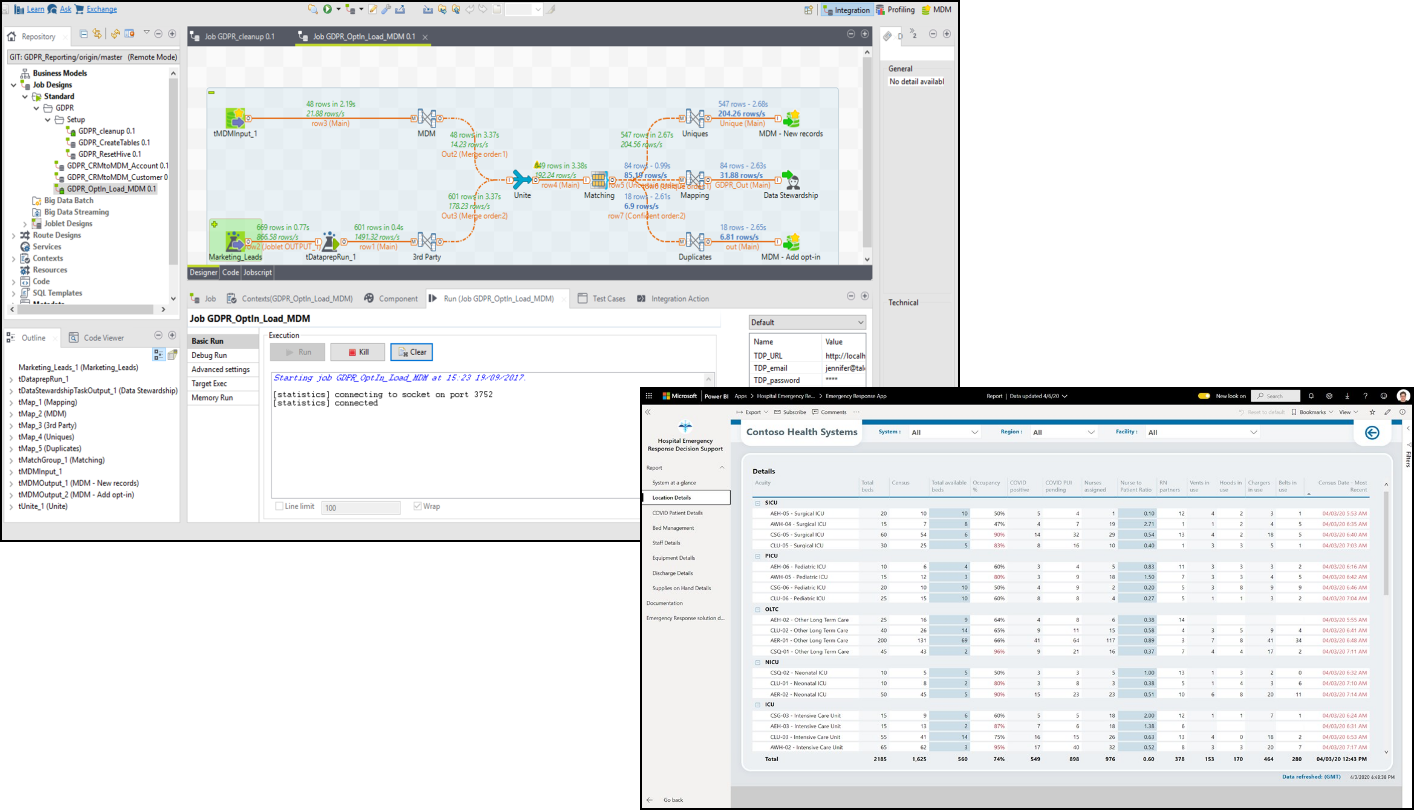 Learn Ask Exchange
Integration Profiling MDM
Repository
Job GDPR_cleanup 0.1
Job GDPR_OptIn_Load_MDM 0.1
GIT: GDPR_Reporting/origin/master (Remote Mode)
Business Models
Job Designs
Standard
GDPR
Setup
GDPR_cleanup 0.1
GDPR_CreateTables 0.1
GDPR_ResetHive 0.1
GDPR_CRMtoMDM_Account 0.1
GDPR_CRMtoMDM_Customer 0
GDPR_OptIn_Load_MDM 0.1
Big Data Batch
Big Data Streaming
Joblet Designs
Route Designs
Services
Contexts
Resources
Code
SQL Templates
48 rows in 2.19s
21.88 rows/s
row3 (Main)
tMDMInput_1
MDM
48 rows in 3.37s
14.23 rows/s
Out2 (Merge order:1)
601 rows in 3.37s
178.23 rows/s
Out3 (Merge order:2)
669 rows in 0.77s
866.58 rows/s
Marketing_Leads
601 rows in 0.4s
1491.32 rows/s
row1 (Main)
tDataprepRun_1
3rd Party
Unite
192.24 rows/s
row4 (Main)
Matching
547 rows in 2.67s
204.56 rows/s
84 rows - 0.99s
85.19 rows/s
18 rows - 2.61s
6.9 rows/s
row7 (Confident order:2)
547 rows - 2.68s
204.26 rows/s
Unique (Main)
Uniques
MDM - New records
84 rows - 2.63s
31.88 rows/s
GDPR_Out (Main)
Mapping
Data Stewardship
18 rows - 2.65s
6.81 rows/s
out (Main)
Duplicates
MDM - Add opt-in
General
No detail availabl
Technical
Designer Code Jobscript
Job Contexts(GDPR_OptIn_Load_MDM) Component Run (Job GDPR_OptIn_Load_MDM) Test Cases Integration Action
Job GDPR_OptIn_Load_MDM
Basic Run
Debug Run
Advanced settings
Target Exec
Memory Run
Execution
Run Kill Clear
Starting job GDPR_OptIn_Load_MDM at 15:23 19/09/2017.
[statistics] connecting to socket on port 3752
[statistics] connected
Line limit 100 Wrap
Default
Name Value
TDP_URL http://localh
TDP_email jennifer@tale
TDP_password ****
Outline Code Viewer
Marketing_Leads_1 (Marketing_Leads)
tDataprepRun_1
tDataStewardshipTaskOutput_1 (Data Stewardship)
tMap_1 (Mapping)
tMap_2 (MDM)
tMap_3 (3rd Party)
tMap_4 (Uniques)
tMap_5 (Duplicates)
tMatchGroup_1 (Matching)
tMDMInput_1
tMDMOutput_1 (MDM - New records)
tMDMOutput_2 (MDM - Add opt-in)
tUnite_1 (Unite)
Microsoft Power BI Apps > Hospital Emergency Re... > Emergency Response App
Report | Data updated 4/6/20
New look on Search
Export Subscribe Comments ...
Reset to default Bookmarks View
Hospital Emergency
Response Decision Support
Report
System at a glance
Location Details
COVID Patient Details
Bed Management
Staff Details
Equipment Details
Discharge Details
Supplies on Hand Details
Documentation
Emergency Response solution d...
Go back
Contoso Health Systems
System : All Region : All Facility : All
Filters
Details
Acuity Total beds Census Total available beds Occupancy % COVID positive COVID PUI pending Nurses assigned Nurse to Patient Ratio RN partners Vents in use Hoods in use Chargers in use Belts in use Census Date - Most Recent
SICU
AEH-05 - Surgical ICU 20 10 10 50% 5 4 1 0.10 12 4 2 3 1 04/03/20 5:53 AM
AWH-04 - Surgical ICU 15 7 8 47% 4 7 19 2.71 1 1 2 4 5 04/03/20 6:35 AM
CSG-05 - Surgical ICU 60 54 6 90% 14 32 29 0.54 13 4 2 18 5 04/03/20 6:40 AM
CLU-05 - Surgical ICU 30 25 5 83% 8 16 10 0.40 1 3 3 5 1 04/03/20 7:03 AM
PICU
AEH-06 - Pediatric ICU 10 6 4 60% 3 4 5 0.83 11 3 3 3 2 04/03/20 6:16 AM
AWH-05 - Pediatric ICU 15 12 3 80% 3 9 18 1.50 7 3 3 4 5 04/03/20 6:42 AM
CSG-06 - Pediatric ICU 20 10 10 50% 4 9 2 0.20 5 3 8 9 9 04/03/20 6:46 AM
CLU-06 - Pediatric ICU 25 15 10 60% 8 8 4 0.27 5 1 1 3 2 04/03/20 7:04 AM
OLTC
AEH-02 - Other Long Term Care 25 16 9 64% 4 8 6 0.38 14 04/03/20 5:55 AM
CLU-02 - Other Long Term Care 40 26 14 65% 9 11 15 0.58 4 3 5 9 4 04/03/20 6:41 AM
AER-01 - Other Long Term Care 200 131 69 66% 41 64 117 0.89 3 7 8 41 34 04/03/20 6:48 AM
CSQ-01 - Other Long Term Care 45 43 2 96% 9 21 16 0.37 7 4 4 17 2 04/03/20 7:11 AM
NICU
CSQ-02 - Neonatal ICU 10 5 5 50% 3 3 5 1.00 13 1 3 2 0 04/03/20 6:32 AM
CLU-01 - Neonatal ICU 10 8 2 80% 3 8 3 0.38 5 1 4 3 6 04/03/20 7:10 AM
AER-02 - Neonatal ICU 50 45 5 90% 15 23 23 0.51 10 6 8 20 11 04/03/20 7:14 AM
ICU
CSG-03 - Intensive Care Unit 15 9 6 60% 5 5 18 2.00 12 1 1 7 1 04/03/20 6:24 AM
AEH-03 - Intensive Care Unit 15 13 2 87% 7 6 18 1.38 8 04/03/20 6:31 AM
CLU-03 - Intensive Care Unit 55 41 14 75% 16 15 26 0.63 13 4 0 18 2 04/03/20 6:53 AM
AWH-02 - Intensive Care Unit 65 62 3 95% 17 40 32 0.52 8 3 3 20 7 04/03/20 7:17 AM
Total 2185 1,625 560 74% 549 898 976 0.60 378 153 170 464 280 04/03/20 12:43 PM
Data refreshed: (GMT) 4/3/2020 4:48:38 PM